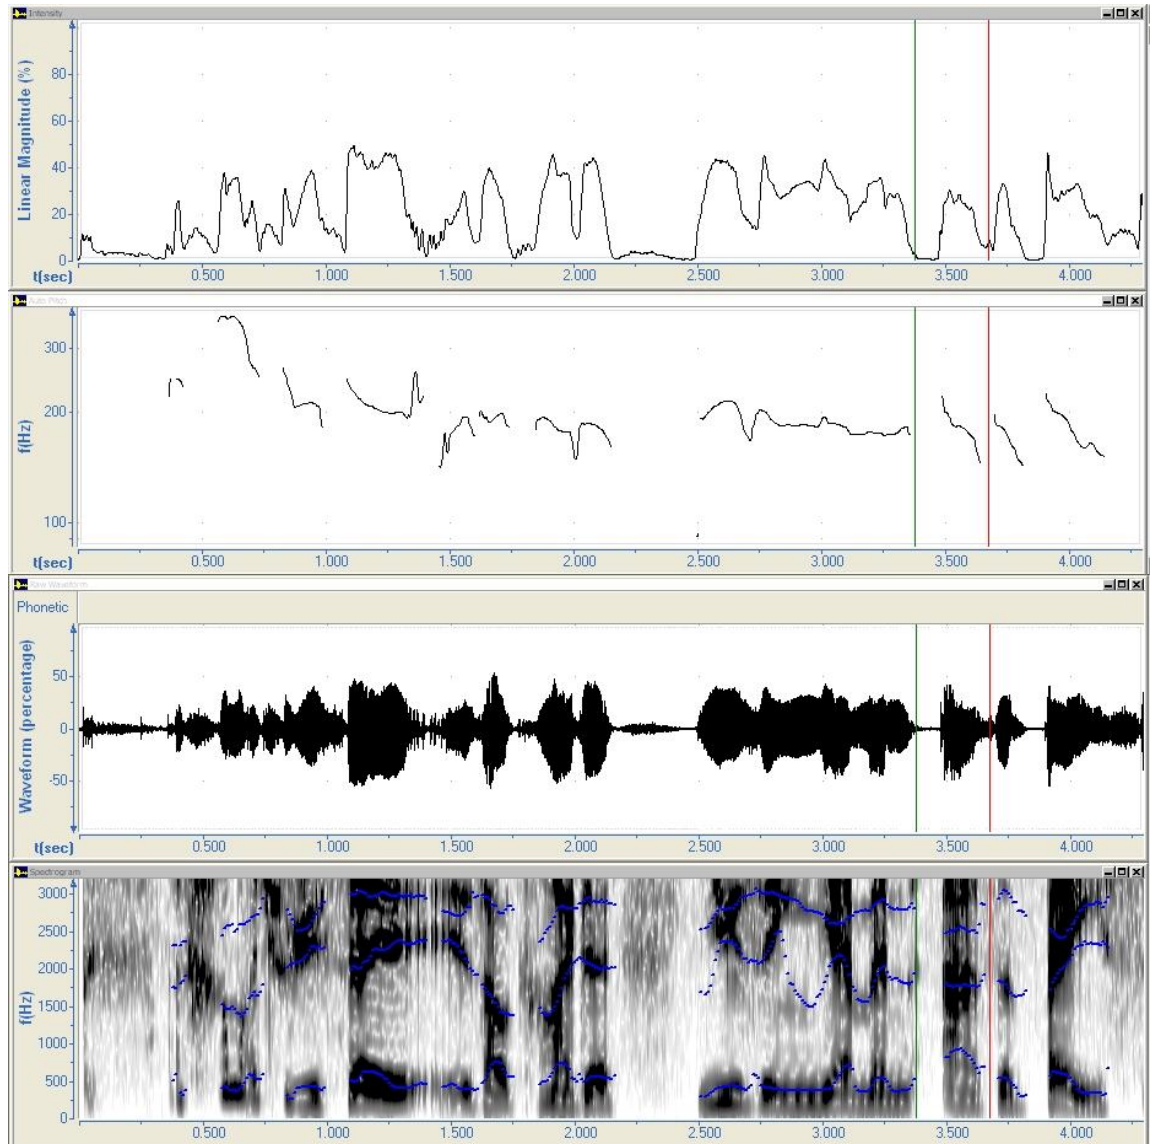 Intensity
Linear Magnitude (%)
80
60
40
20
0
t(sec)
0.500 1.000 1.500 2.000 2.500 3.000 3.500 4.000
Auto Pitch
f(Hz)
300
200
100
t(sec)
0.500 1.000 1.500 2.000 2.500 3.000 3.500 4.000
Raw Waveform
Phonetic
Waveform (percentage)
50
0
-50
t(sec)
0.500 1.000 1.500 2.000 2.500 3.000 3.500 4.000
Spectrogram
f(Hz)
3000
2500
2000
1500
1000
500
0
t(sec)
0.500 1.000 1.500 2.000 2.500 3.000 3.500 4.000